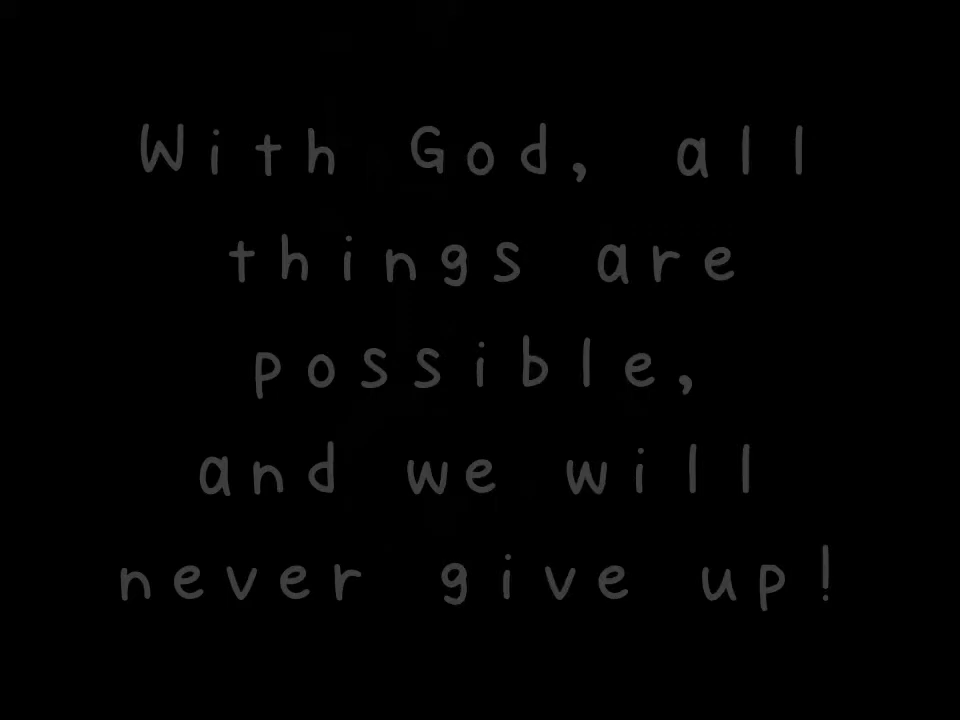 With God, all
things are
possible,
and we will
never give up!